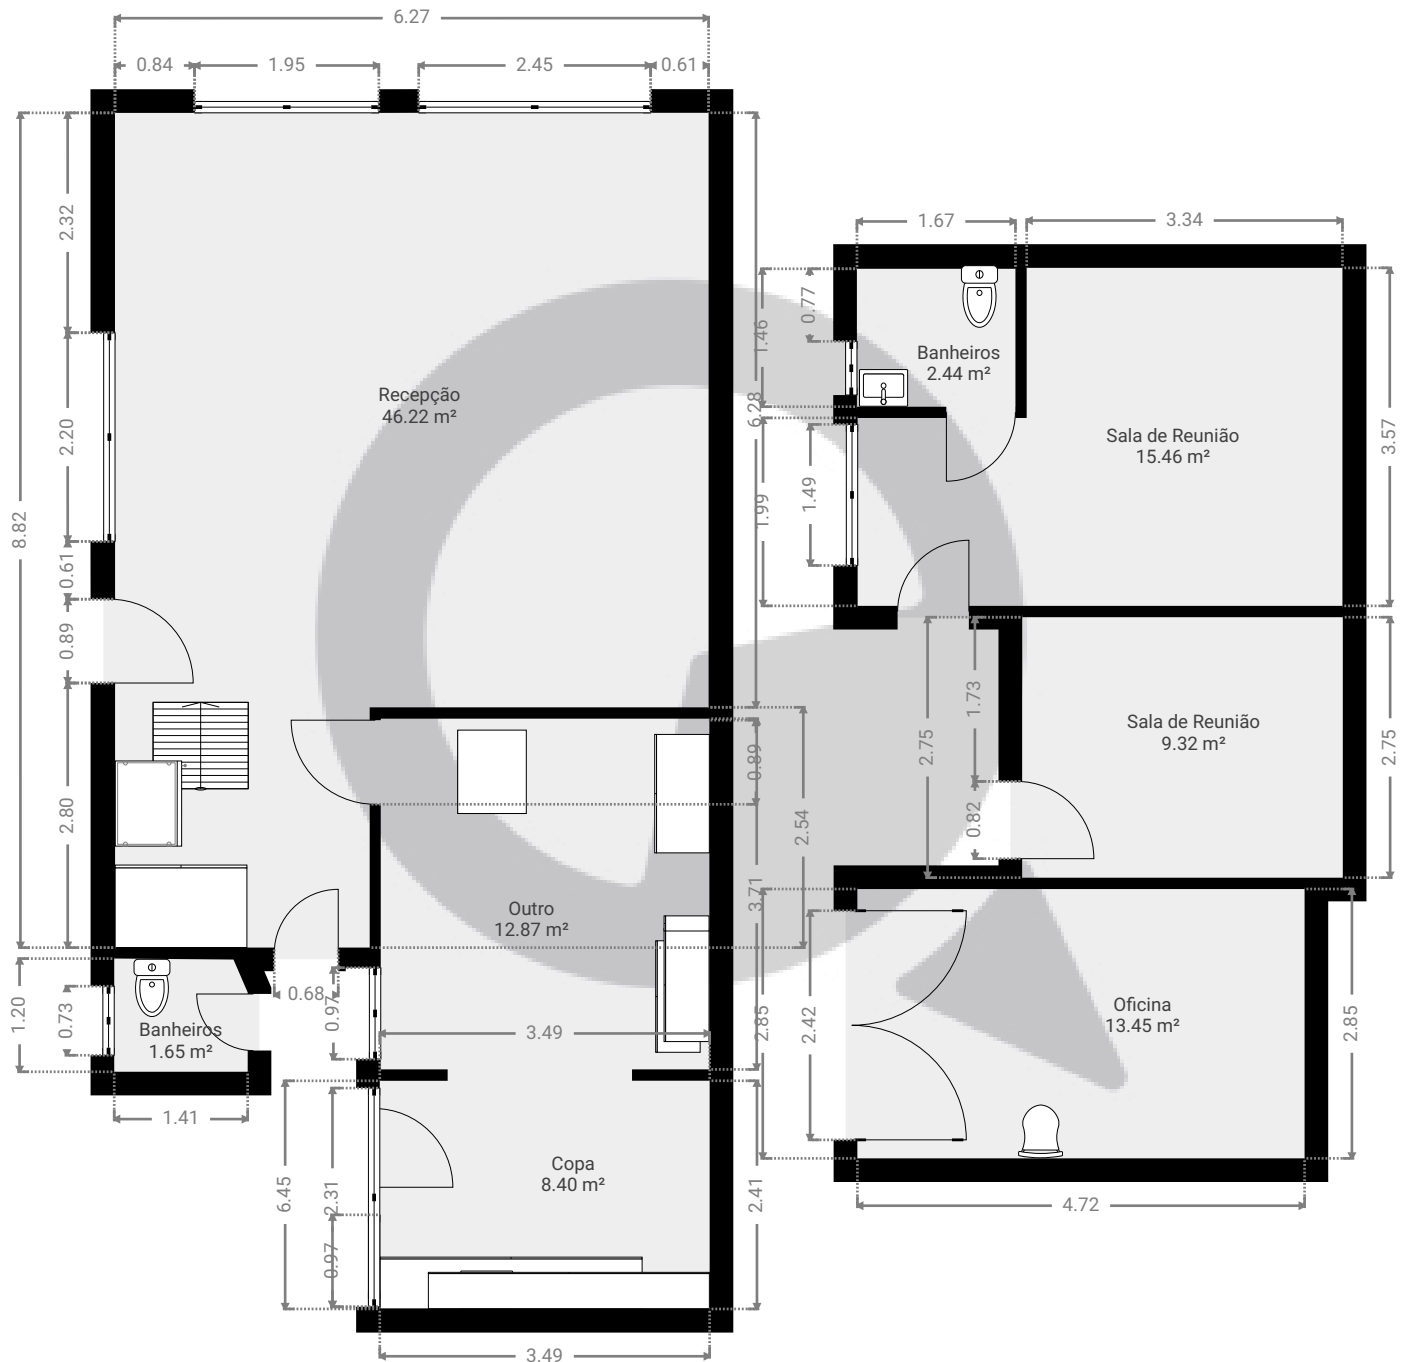 6.27
0.84
1.95
2.45
0.61
8.82
2.32
2.20
0.61
0.89
2.80
1.20
0.73
1.41
Recepção
46.22 m²
6.28
0.89
3.71
2.54
Outro
12.87 m²
3.49
0.68
0.97
Banheiros
1.65 m²
6.45
2.31
0.97
Copa
8.40 m²
2.41
3.49
1.67
3.34
1.46
0.77
1.99
1.49
Banheiros
2.44 m²
Sala de Reunião
15.46 m²
3.57
2.75
1.73
0.82
Sala de Reunião
9.32 m²
2.75
2.85
2.42
Oficina
13.45 m²
2.85
4.72